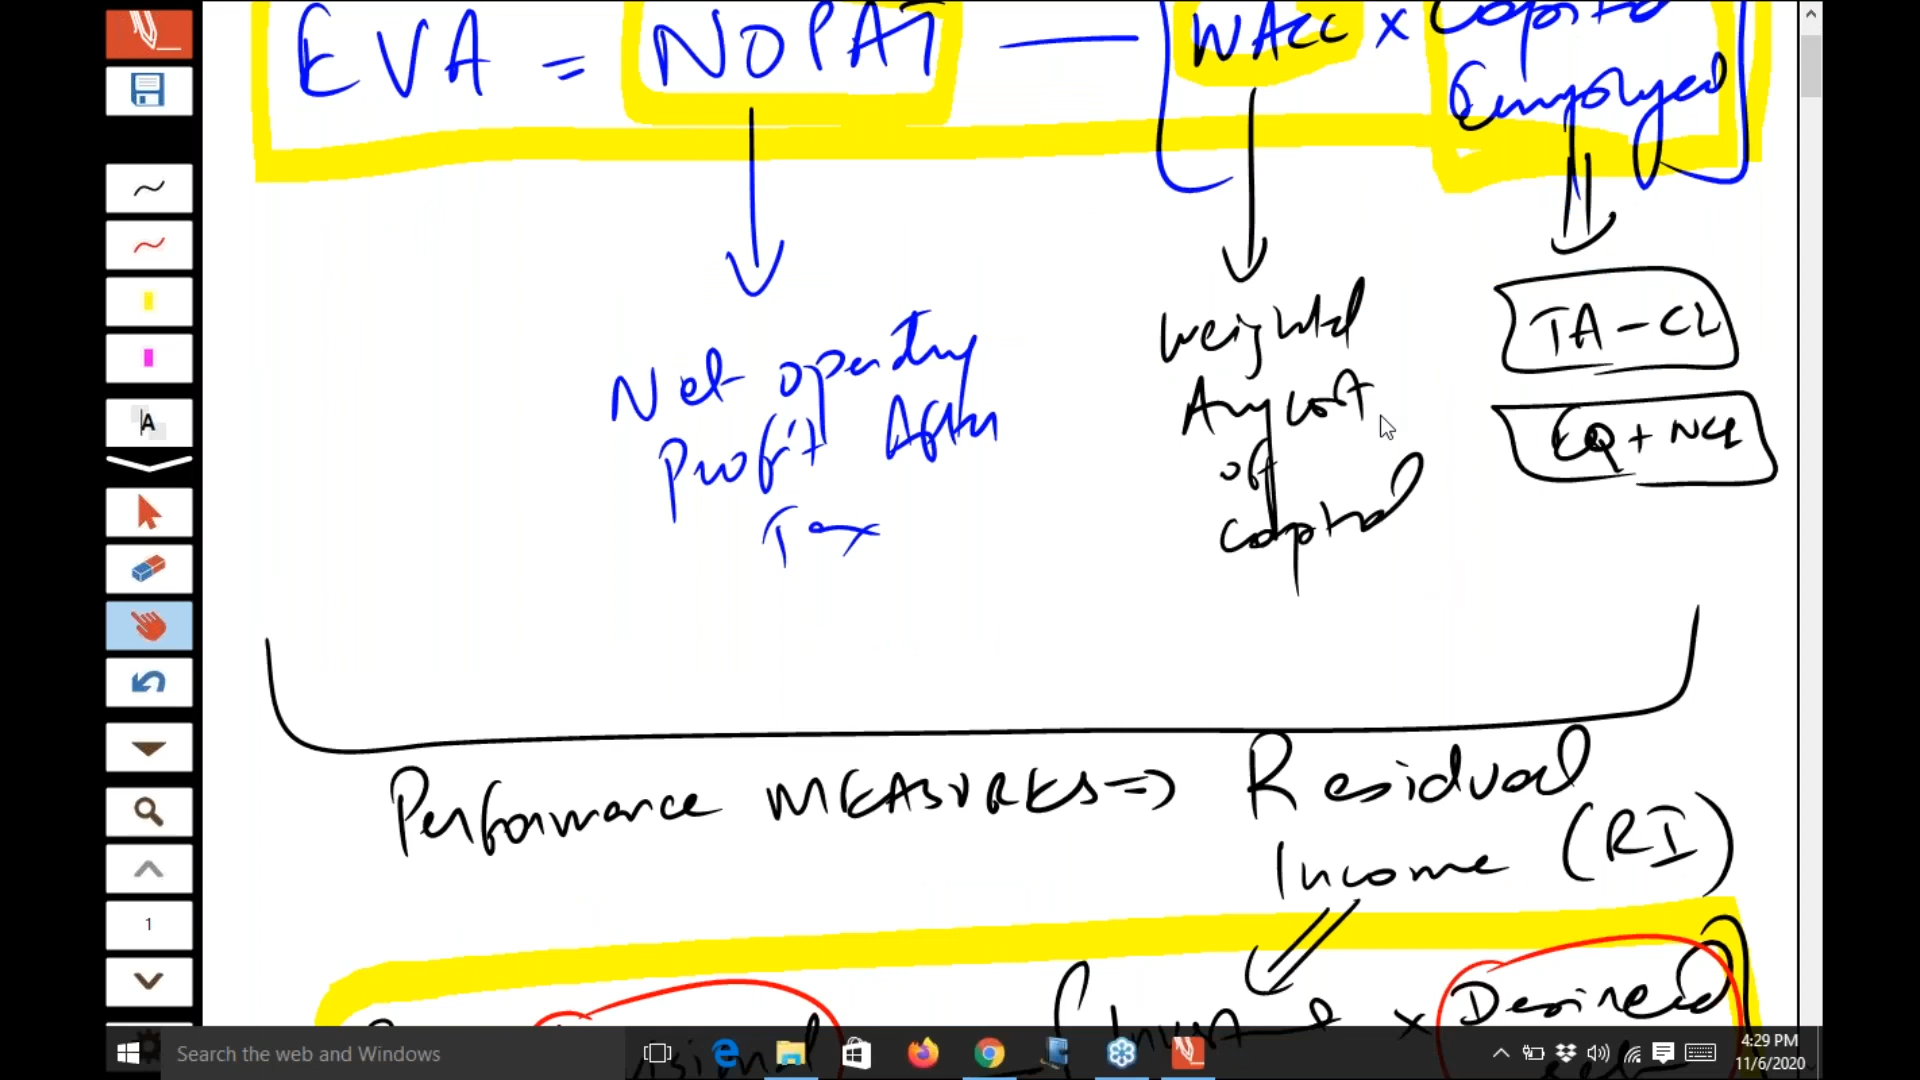 EVA = NOPAT — [WACC x Capital
Employed]
Net operating
Profit After
Tax
Weighted
Avg cost
of
Capital
TA - CL
EQ + NCL
Performance MEASURES => Residual
Income (RI)
x Desired
A
1
Search the web and Windows
4:29 PM
11/6/2020